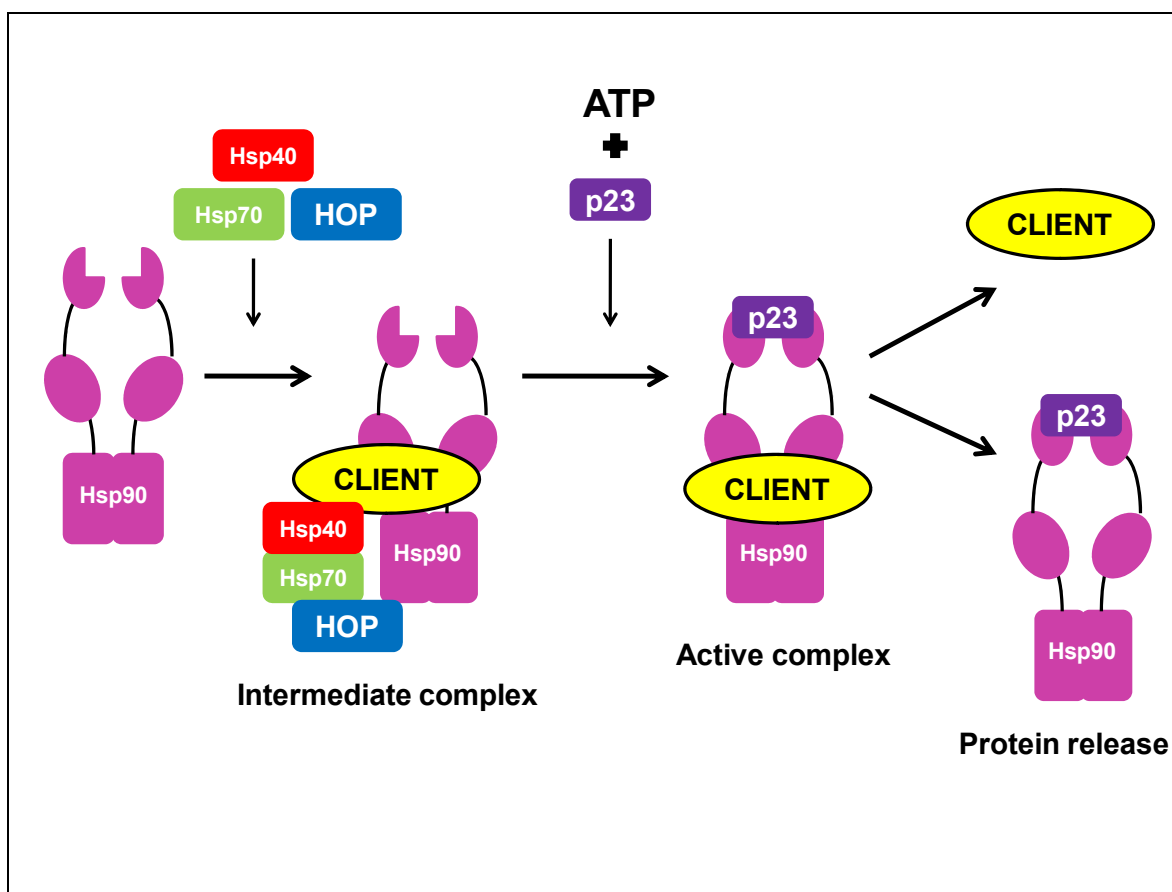 ATP
Hsp40
p23
Hsp70
HOP
CLIENT
p23
p23
CLIENT
CLIENT
Hsp90
Hsp40
Hsp90
Hsp90
Hsp70
HOP
Active complex
Hsp90
Intermediate complex
Protein release